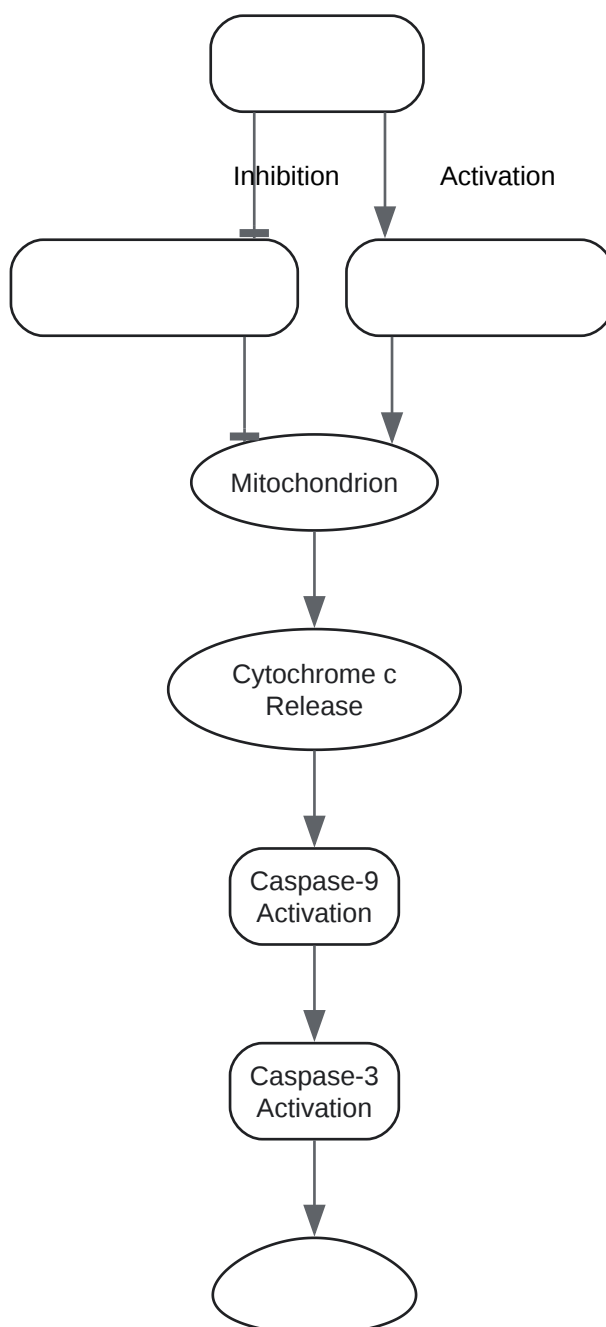 Inhibition
Activation
Mitochondrion
Cytochrome c
Release
Caspase-9
Activation
Caspase-3
Activation